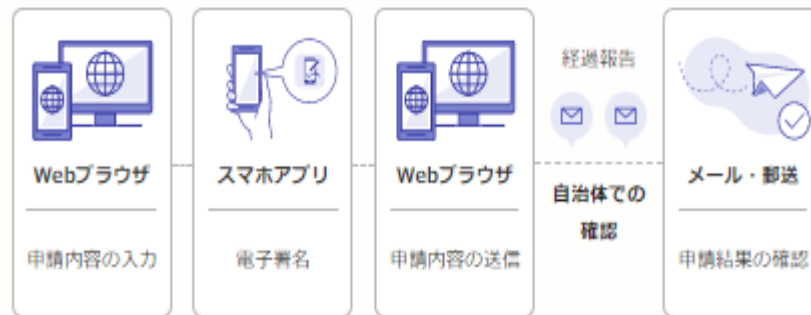 Webブラウザ
申請内容の入力
スマホアプリ
電子署名
Webブラウザ
申請内容の送信
経過報告
自治体での
確認
メール・郵送
申請結果の確認